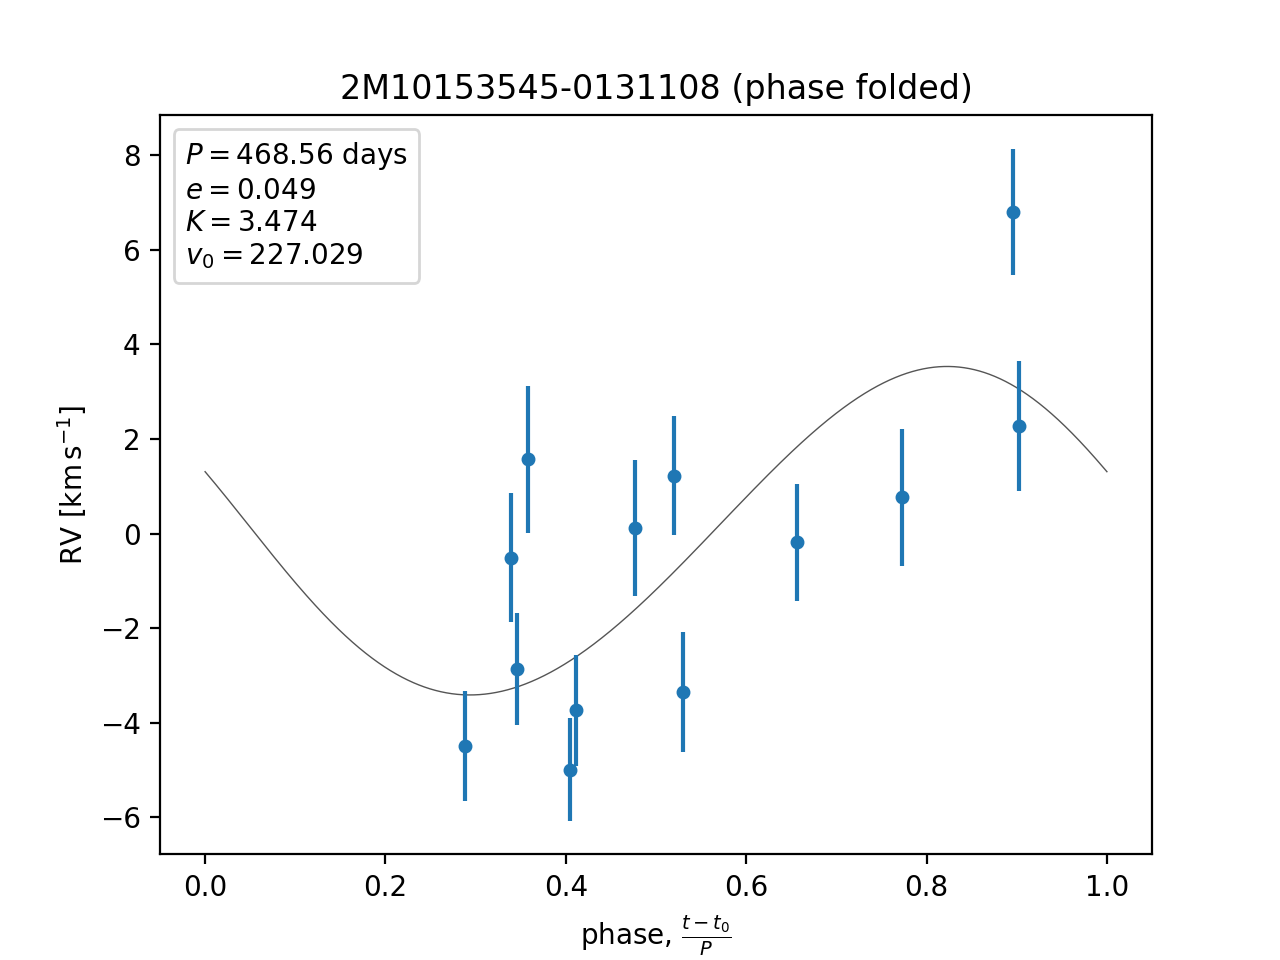 2M10153545-0131108 (phase folded)
P = 468.56 days
e = 0.049
K = 3.474
v₀ = 227.029
8
6
4
2
0
−2
−4
−6
RV [km s⁻¹]
0.0 0.2 0.4 0.6 0.8 1.0
phase, (t − t₀)/P